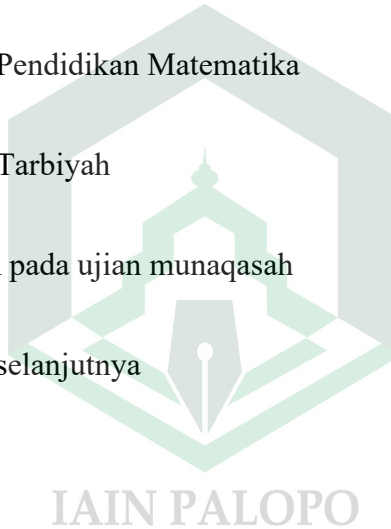 Pendidikan Matematika
Tarbiyah
pada ujian munaqasah
selanjutnya
IAIN PALOPO